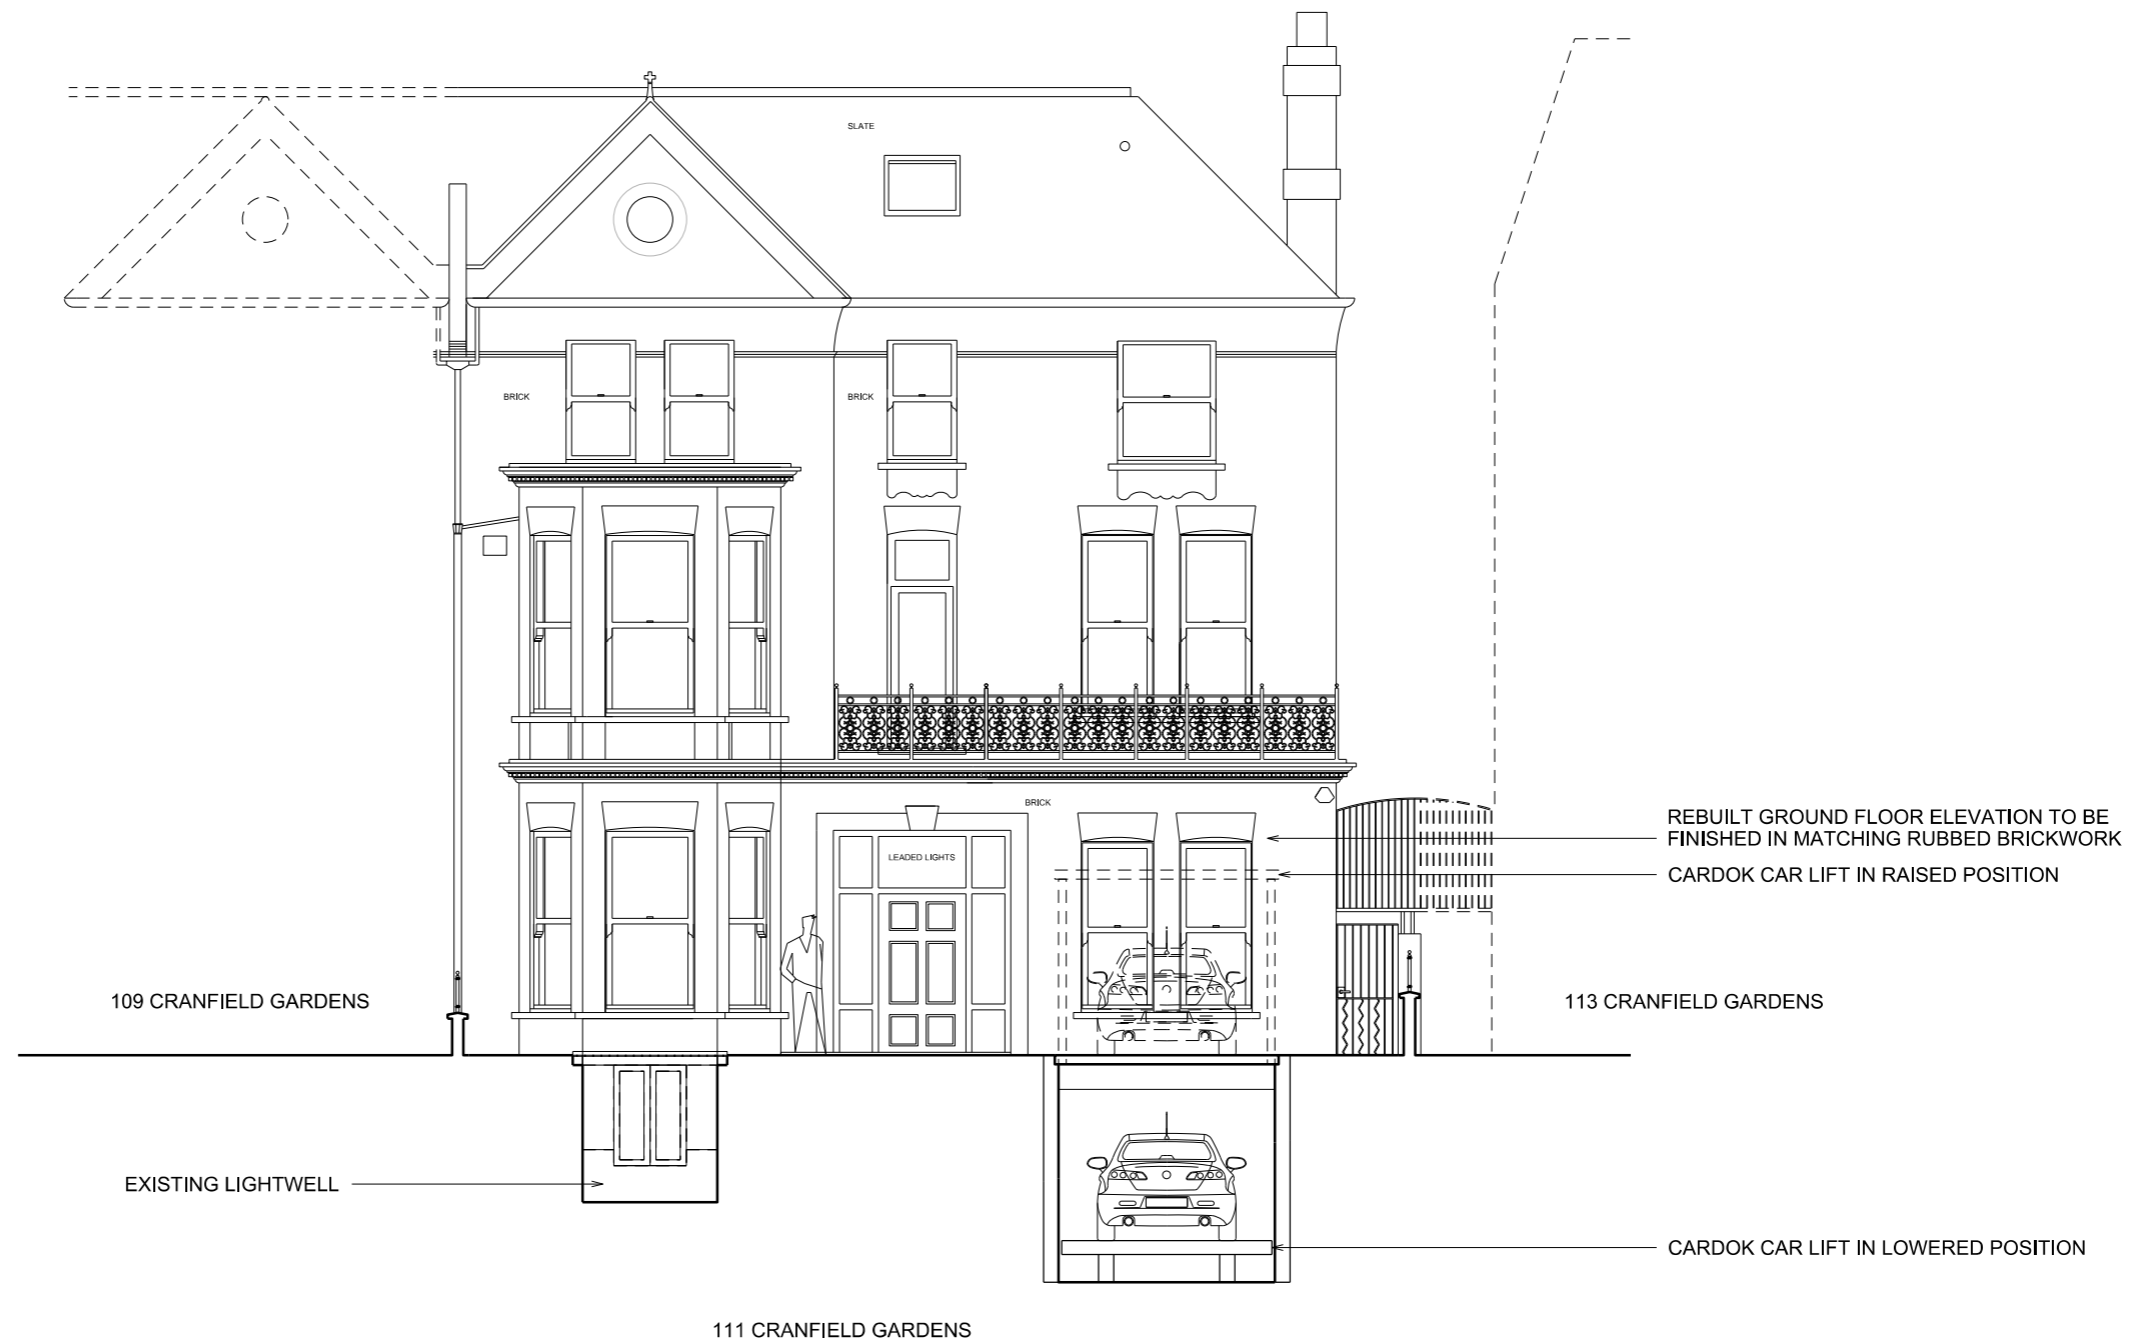 SLATE
BRICK
BRICK
BRICK
LEADED LIGHTS
REBUILT GROUND FLOOR ELEVATION TO BE
FINISHED IN MATCHING RUBBED BRICKWORK
CARDOK CAR LIFT IN RAISED POSITION
109 CRANFIELD GARDENS
113 CRANFIELD GARDENS
EXISTING LIGHTWELL
CARDOK CAR LIFT IN LOWERED POSITION
111 CRANFIELD GARDENS